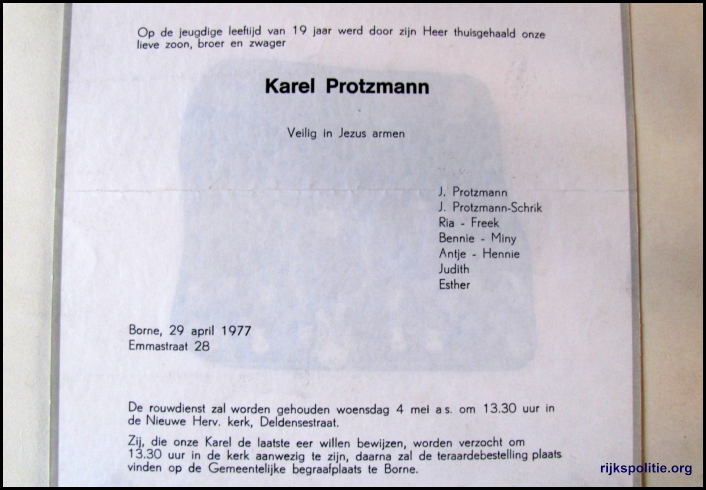 Op de jeugdige leeftijd van 19 jaar werd door zijn Heer thuisgehaald onze
lieve zoon, broer en zwager
Karel Protzmann
Veilig in Jezus armen
J. Protzmann
J. Protzmann-Schrik
Ria - Freek
Bennie - Miny
Antje - Hennie
Judith
Esther
Borne, 29 april 1977
Emmastraat 28
De rouwdienst zal worden gehouden woensdag 4 mei a s. om 13.30 uur in
de Nieuwe Herv. kerk, Deldensestraat.
Zij, die onze Karel de laatste eer willen bewijzen, worden verzocht om
13.30 uur in de kerk aanwezig te zijn, daarna zal de teraardebestelling plaats
vinden op de Gemeentelijke begraafplaats te Borne.
rijkspolitie.org